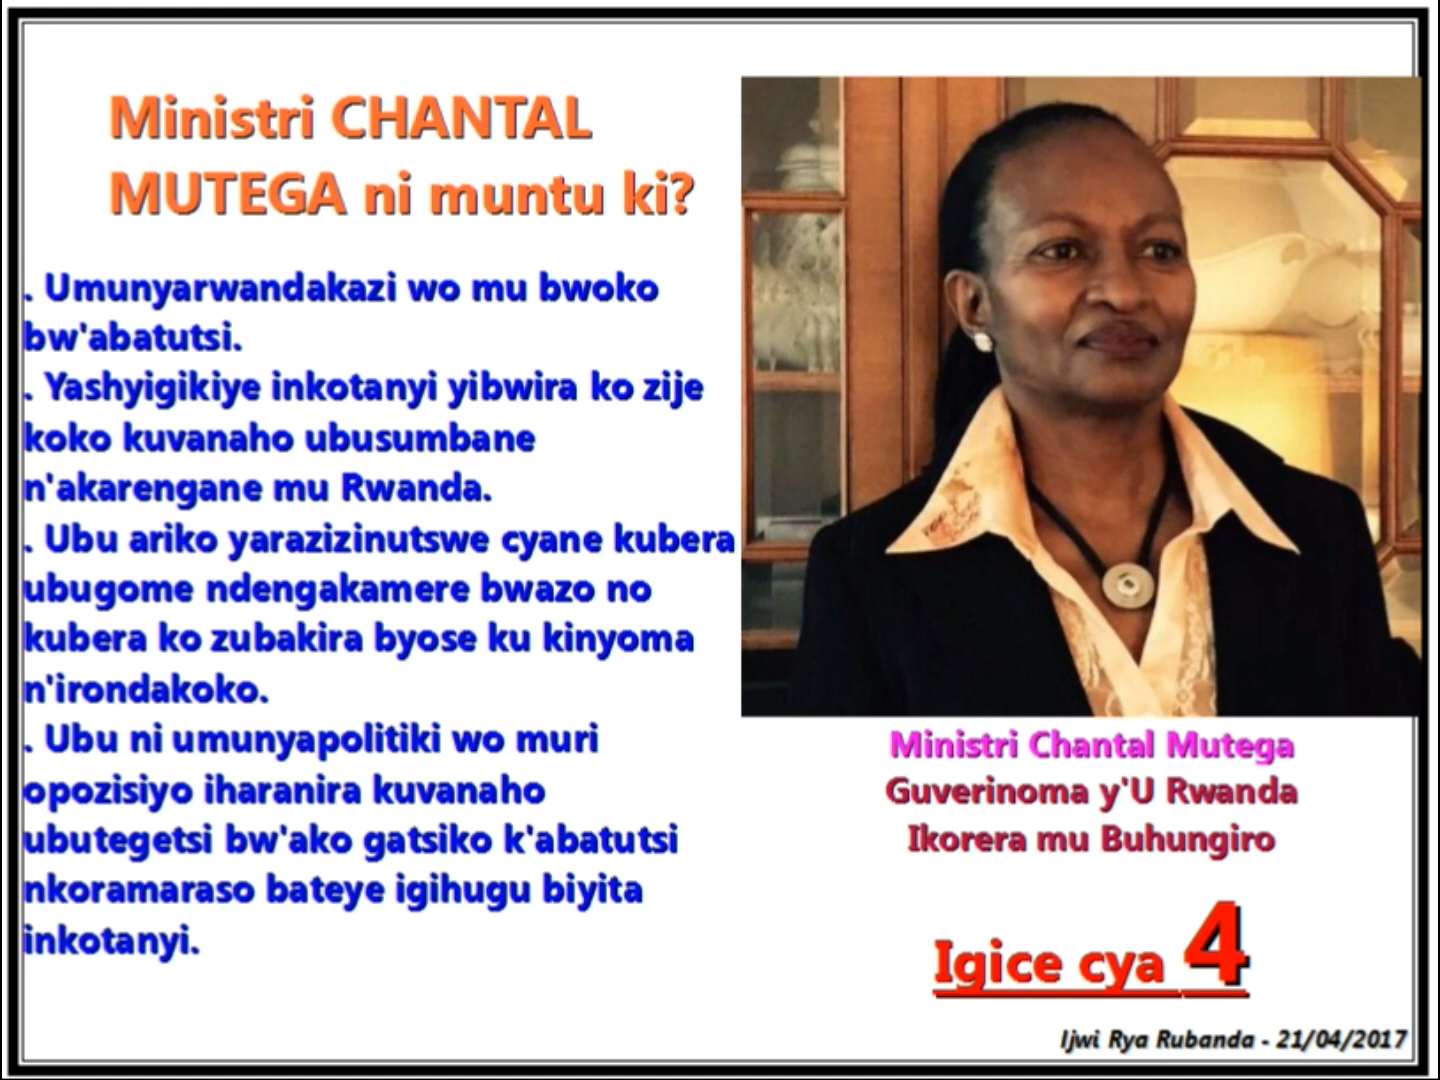 Ministri CHANTAL
MUTEGA ni muntu ki?
. Umunyarwandakazi wo mu bwoko
bw'abatutsi.
. Yashyigikiye inkotanyi yibwira ko zije
koko kuvanaho ubusumbane
n'akarengane mu Rwanda.
. Ubu ariko yarazizinutswe cyane kubera
ubugome ndengakamere bwazo no
kubera ko zubakira byose ku kinyoma
n'irondakoko.
. Ubu ni umunyapolitiki wo muri
opozisiyo iharanira kuvanaho
ubutegetsi bw'ako gatsiko k'abatutsi
nkoramaraso bateye igihugu biyita
inkotanyi.
Ministri Chantal Mutega
Guverinoma y'U Rwanda
Ikorera mu Buhungiro
Igice cya 4
Ijwi Rya Rubanda - 21/04/2017